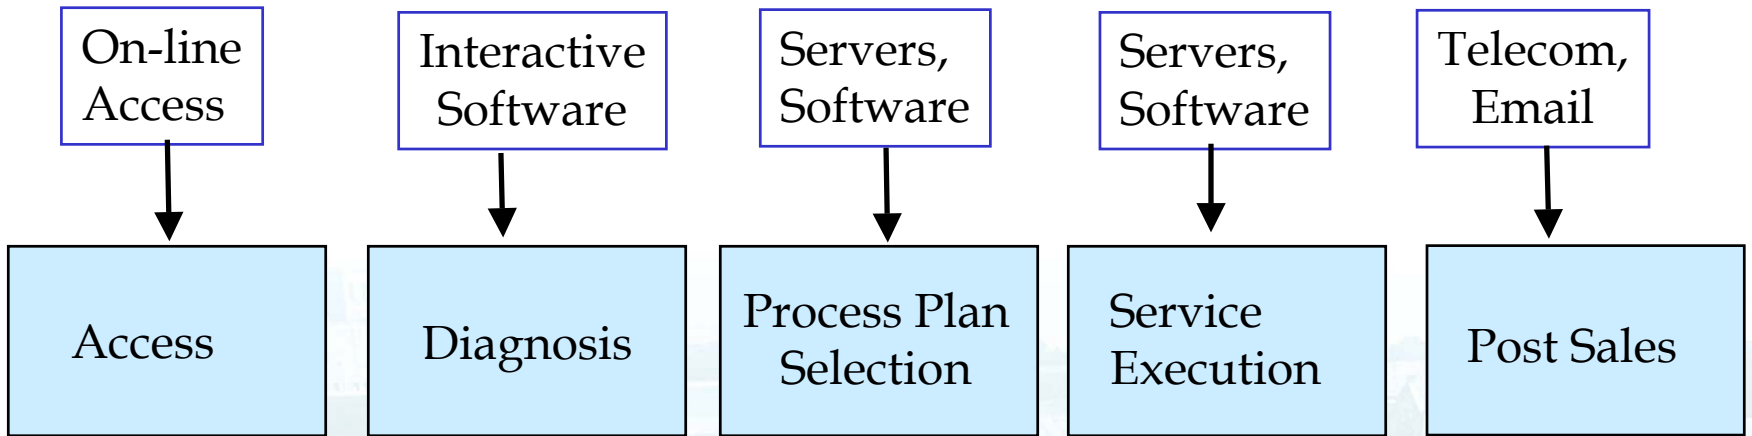 On-line
Access
Interactive
Software
Servers,
Software
Servers,
Software
Telecom,
Email
Access
Diagnosis
Process Plan
Selection
Service
Execution
Post Sales